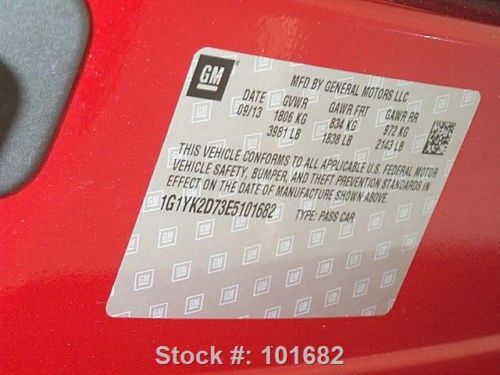 GM
MFD BY GENERAL MOTORS LLC
DATE GVWR GAWR FRT GAWR RR
09/13 1806 KG 834 KG 972 KG
3981 LB 1838 LB 2143 LB
THIS VEHICLE CONFORMS TO ALL APPLICABLE U.S. FEDERAL MOTOR
VEHICLE SAFETY, BUMPER, AND THEFT PREVENTION STANDARDS IN
EFFECT ON THE DATE OF MANUFACTURE SHOWN ABOVE.
1G1YK2D73E5101682 TYPE: PASS CAR
Stock #: 101682